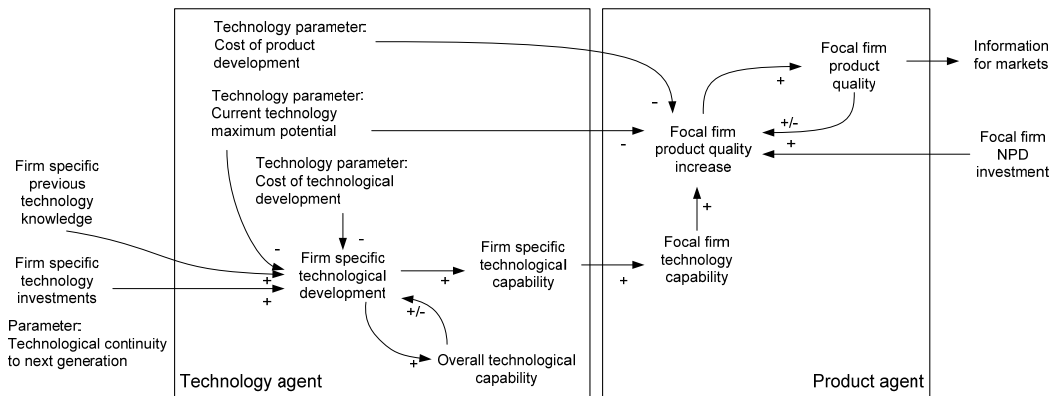 Technology parameter:
Cost of product
development
Technology parameter:
Current technology
maximum potential
Technology parameter:
Cost of technological
development
Firm specific
previous
technology
knowledge
Firm specific
technology
investments
Parameter:
Technological continuity
to next generation
-
+
+
-
Firm specific
technological
development
+
Firm specific
technological
capability
+/-
+
Overall technological
capability
Technology agent
+
Focal firm
technology
capability
+
-
-
Focal firm
product quality
increase
+
+/-
+
Focal firm
product
quality
Information
for markets
Focal firm
NPD
investment
Product agent